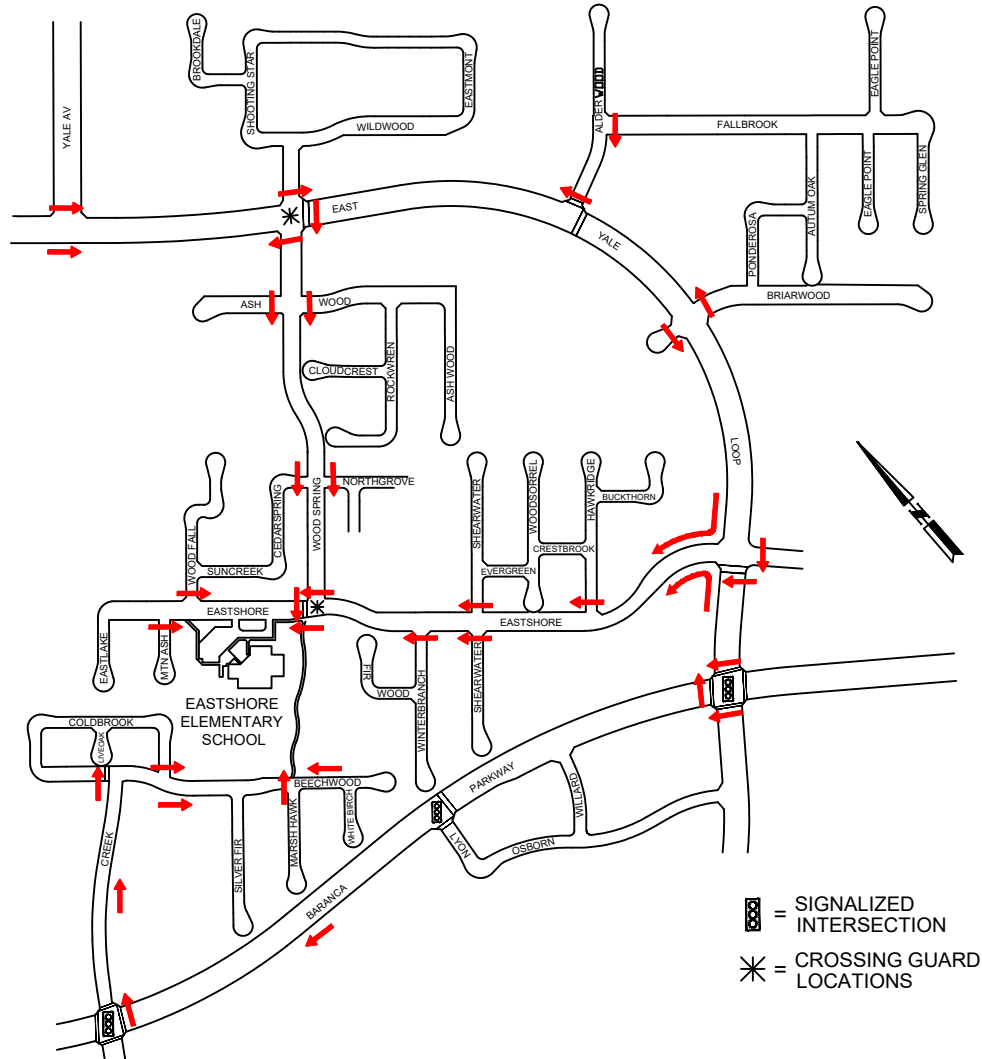 BROOKDALE
SHOOTING STAR
EASTMONT
WILDWOOD
YALE AV
ALDER WOOD
FALLBROOK
EAGLE POINT
AUTUM OAK
EAGLE POINT
SPRING GLEN
PONDEROSA
BRIARWOOD
EAST
YALE
LOOP
ASH
WOOD
CLOUDCREST
ROCKWREN
ASH WOOD
NORTHGROVE
WOOD SPRING
CEDARSPRING
WOOD FALL
SUNCREEK
SHEARWATER
WOODSORREL
HAWKRIDGE
BUCKTHORN
CRESTBROOK
EVERGREEN
EASTSHORE
EASTSHORE
EASTLAKE
MTN ASH
FIR
WOOD
WINTERBRANCH
SHEARWATER
EASTSHORE
ELEMENTARY
SCHOOL
COLDBROOK
LIVEOAK
BEECHWOOD
CREEK
SILVER FIR
MARSH HAWK
WHITE BIRCH
BARANCA
PARKWAY
LYON
OSBORN
WILLARD
N
= SIGNALIZED
INTERSECTION
= CROSSING GUARD
LOCATIONS